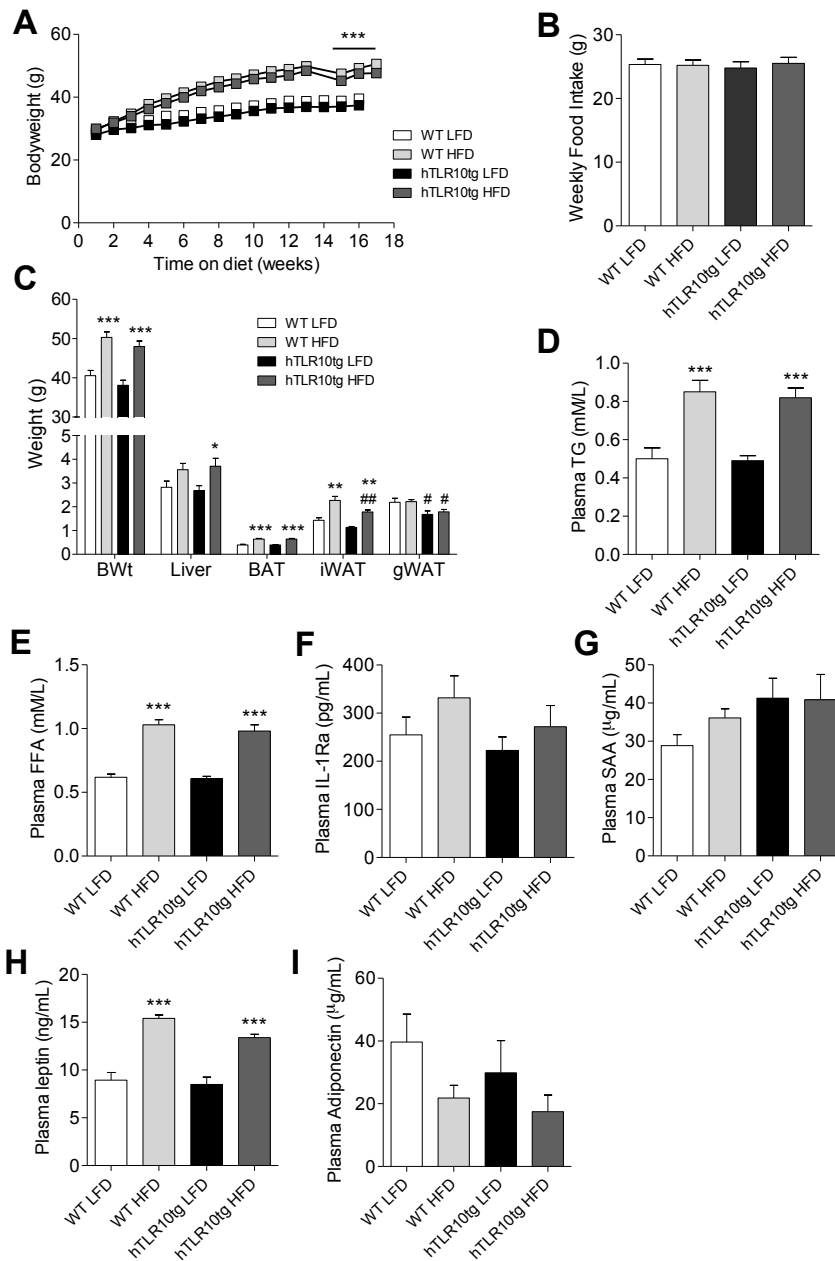 A
***
Bodyweight (g)
60
40
20
0
0 2 4 6 8 10 12 14 16 18
Time on diet (weeks)
WT LFD
WT HFD
hTLR10tg LFD
hTLR10tg HFD
B
Weekly Food Intake (g)
30
20
10
0
WT LFD
WT HFD
hTLR10tg LFD
hTLR10tg HFD
C
Weight (g)
60
50
40
30
5
4
3
2
1
0
*** ***
*
*** ***
** **
##
# #
BWt Liver BAT iWAT gWAT
WT LFD
WT HFD
hTLR10tg LFD
hTLR10tg HFD
D
Plasma TG (mM/L)
1.0
0.8
0.6
0.4
0.2
0.0
*** ***
WT LFD
WT HFD
hTLR10tg LFD
hTLR10tg HFD
E
Plasma FFA (mM/L)
1.5
1.0
0.5
0.0
*** ***
WT LFD
WT HFD
hTLR10tg LFD
hTLR10tg HFD
F
Plasma IL-1Ra (pg/mL)
400
300
200
100
0
WT LFD
WT HFD
hTLR10tg LFD
hTLR10tg HFD
G
Plasma SAA (µg/mL)
50
40
30
20
10
0
WT LFD
WT HFD
hTLR10tg LFD
hTLR10tg HFD
H
Plasma leptin (ng/mL)
20
15
10
5
0
*** ***
WT LFD
WT HFD
hTLR10tg LFD
hTLR10tg HFD
I
Plasma Adiponectin (µg/mL)
60
40
20
0
WT LFD
WT HFD
hTLR10tg LFD
hTLR10tg HFD